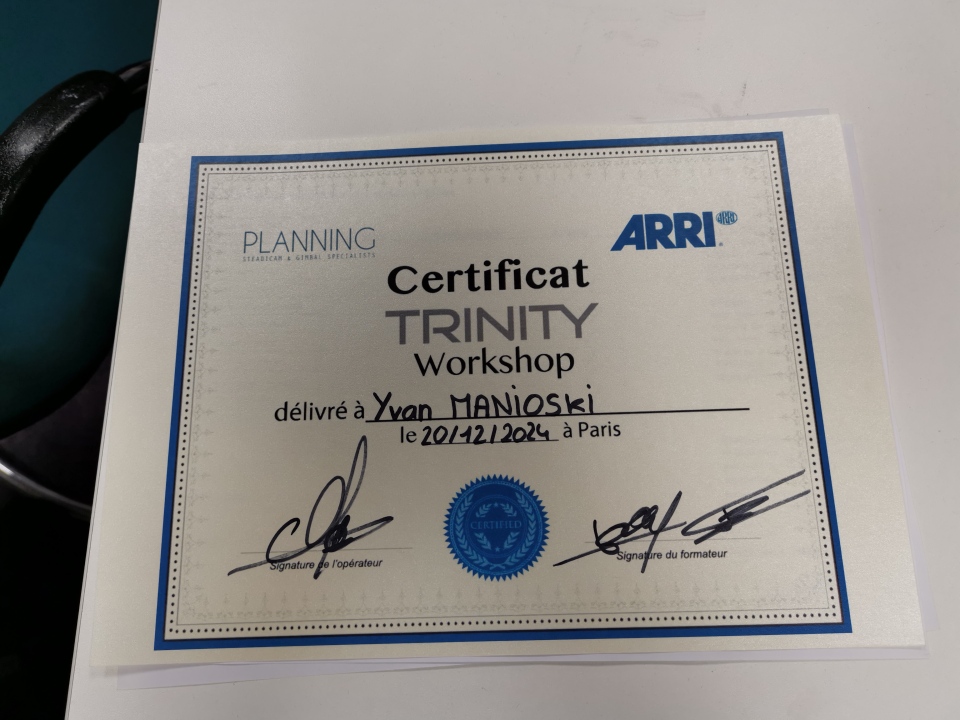 PLANNING
STEADICAM & GIMBAL SPECIALISTS
ARRI
ARRI
Certificat
TRINITY
Workshop
délivré à Yvan MANIOSKI
le 20/12/2024 à Paris
CERTIFIED
Signature de l'opérateur
Signature du formateur